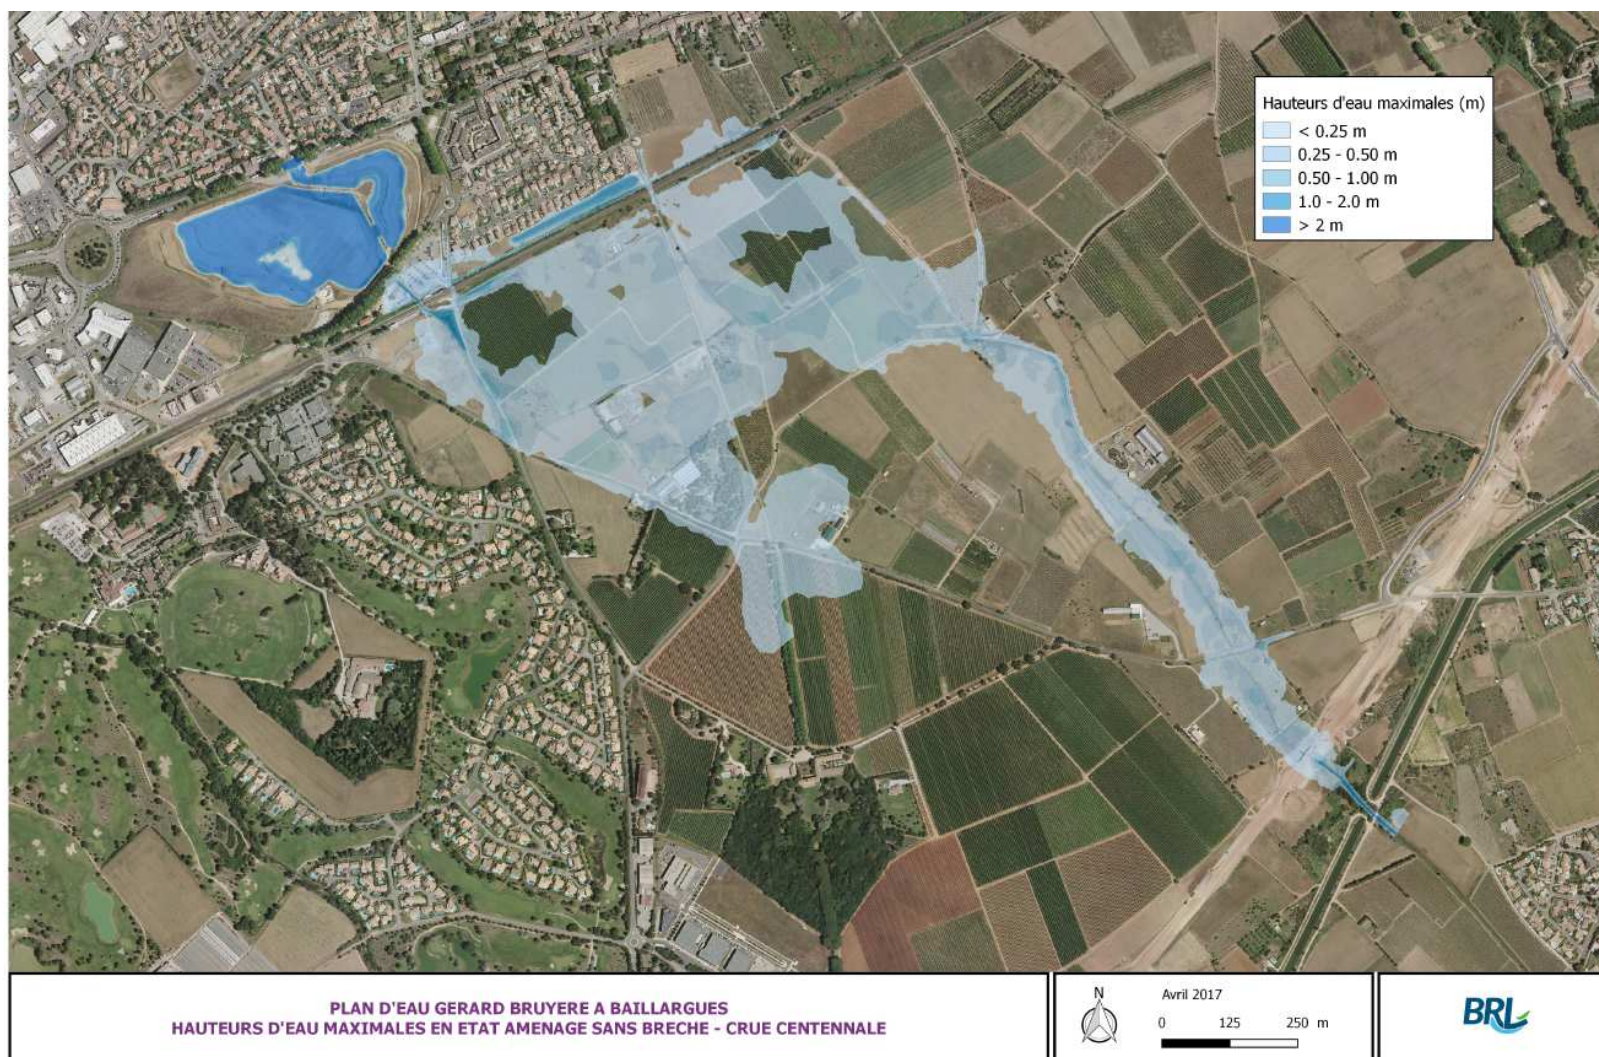 Hauteurs d'eau maximales (m)
< 0.25 m
0.25 - 0.50 m
0.50 - 1.00 m
1.0 - 2.0 m
> 2 m
PLAN D'EAU GERARD BRUYERE A BAILLARGUES
HAUTEURS D'EAU MAXIMALES EN ETAT AMENAGE SANS BRECHE - CRUE CENTENNALE
N
Avril 2017
0 125 250 m
BRL